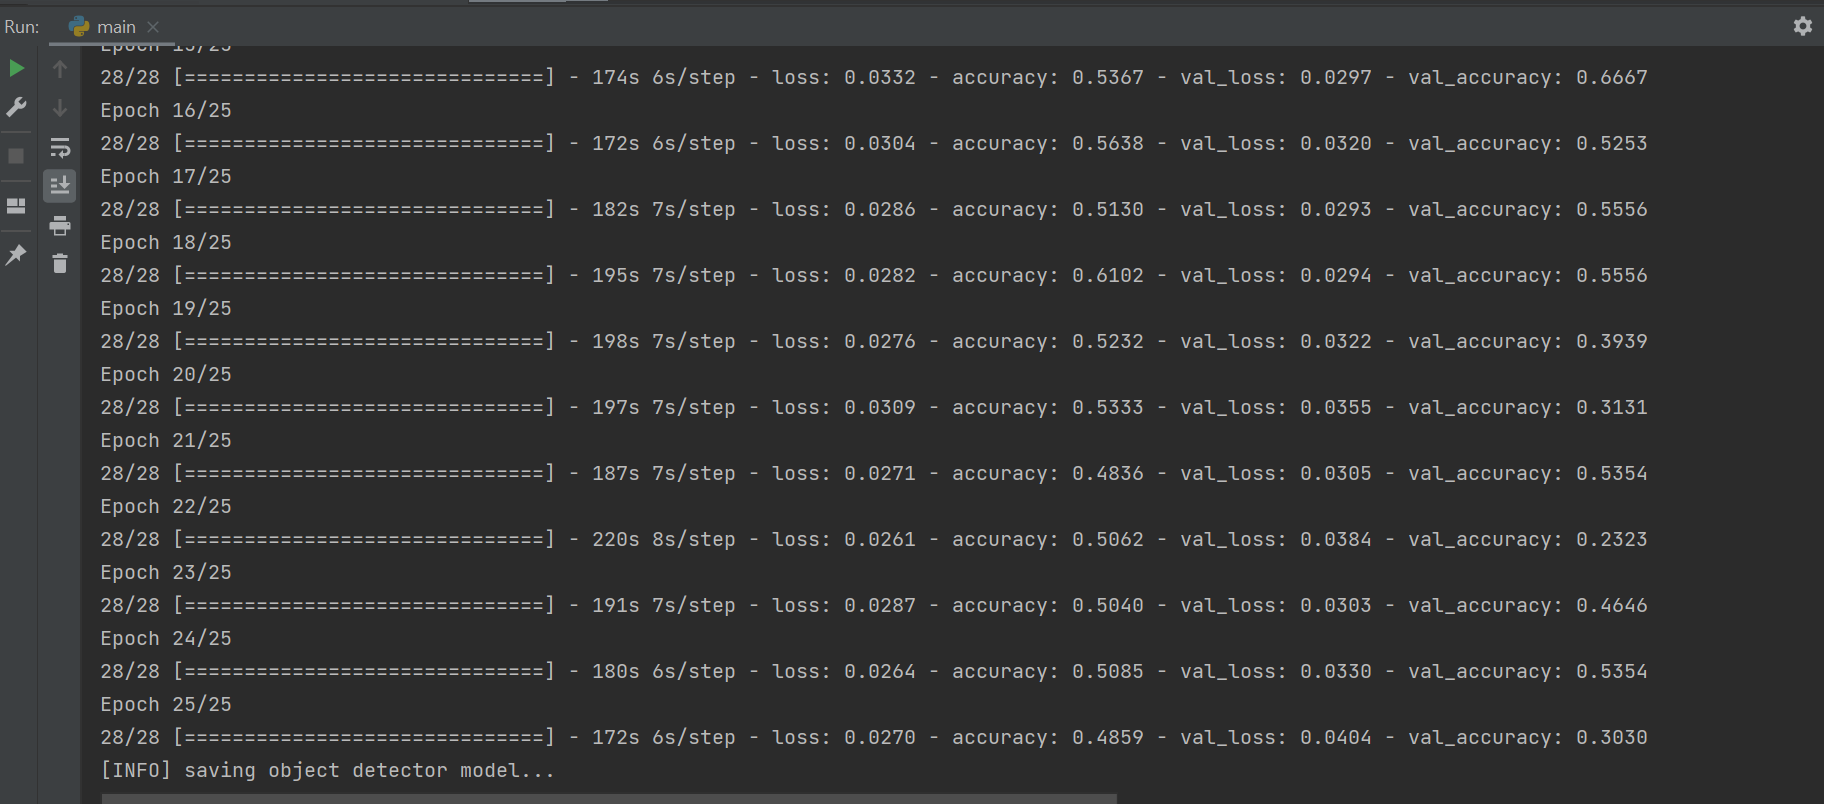 Run: main
Epoch 15/25
28/28 [==============================] - 174s 6s/step - loss: 0.0332 - accuracy: 0.5367 - val_loss: 0.0297 - val_accuracy: 0.6667
Epoch 16/25
28/28 [==============================] - 172s 6s/step - loss: 0.0304 - accuracy: 0.5638 - val_loss: 0.0320 - val_accuracy: 0.5253
Epoch 17/25
28/28 [==============================] - 182s 7s/step - loss: 0.0286 - accuracy: 0.5130 - val_loss: 0.0293 - val_accuracy: 0.5556
Epoch 18/25
28/28 [==============================] - 195s 7s/step - loss: 0.0282 - accuracy: 0.6102 - val_loss: 0.0294 - val_accuracy: 0.5556
Epoch 19/25
28/28 [==============================] - 198s 7s/step - loss: 0.0276 - accuracy: 0.5232 - val_loss: 0.0322 - val_accuracy: 0.3939
Epoch 20/25
28/28 [==============================] - 197s 7s/step - loss: 0.0309 - accuracy: 0.5333 - val_loss: 0.0355 - val_accuracy: 0.3131
Epoch 21/25
28/28 [==============================] - 187s 7s/step - loss: 0.0271 - accuracy: 0.4836 - val_loss: 0.0305 - val_accuracy: 0.5354
Epoch 22/25
28/28 [==============================] - 220s 8s/step - loss: 0.0261 - accuracy: 0.5062 - val_loss: 0.0384 - val_accuracy: 0.2323
Epoch 23/25
28/28 [==============================] - 191s 7s/step - loss: 0.0287 - accuracy: 0.5040 - val_loss: 0.0303 - val_accuracy: 0.4646
Epoch 24/25
28/28 [==============================] - 180s 6s/step - loss: 0.0264 - accuracy: 0.5085 - val_loss: 0.0330 - val_accuracy: 0.5354
Epoch 25/25
28/28 [==============================] - 172s 6s/step - loss: 0.0270 - accuracy: 0.4859 - val_loss: 0.0404 - val_accuracy: 0.3030
[INFO] saving object detector model...